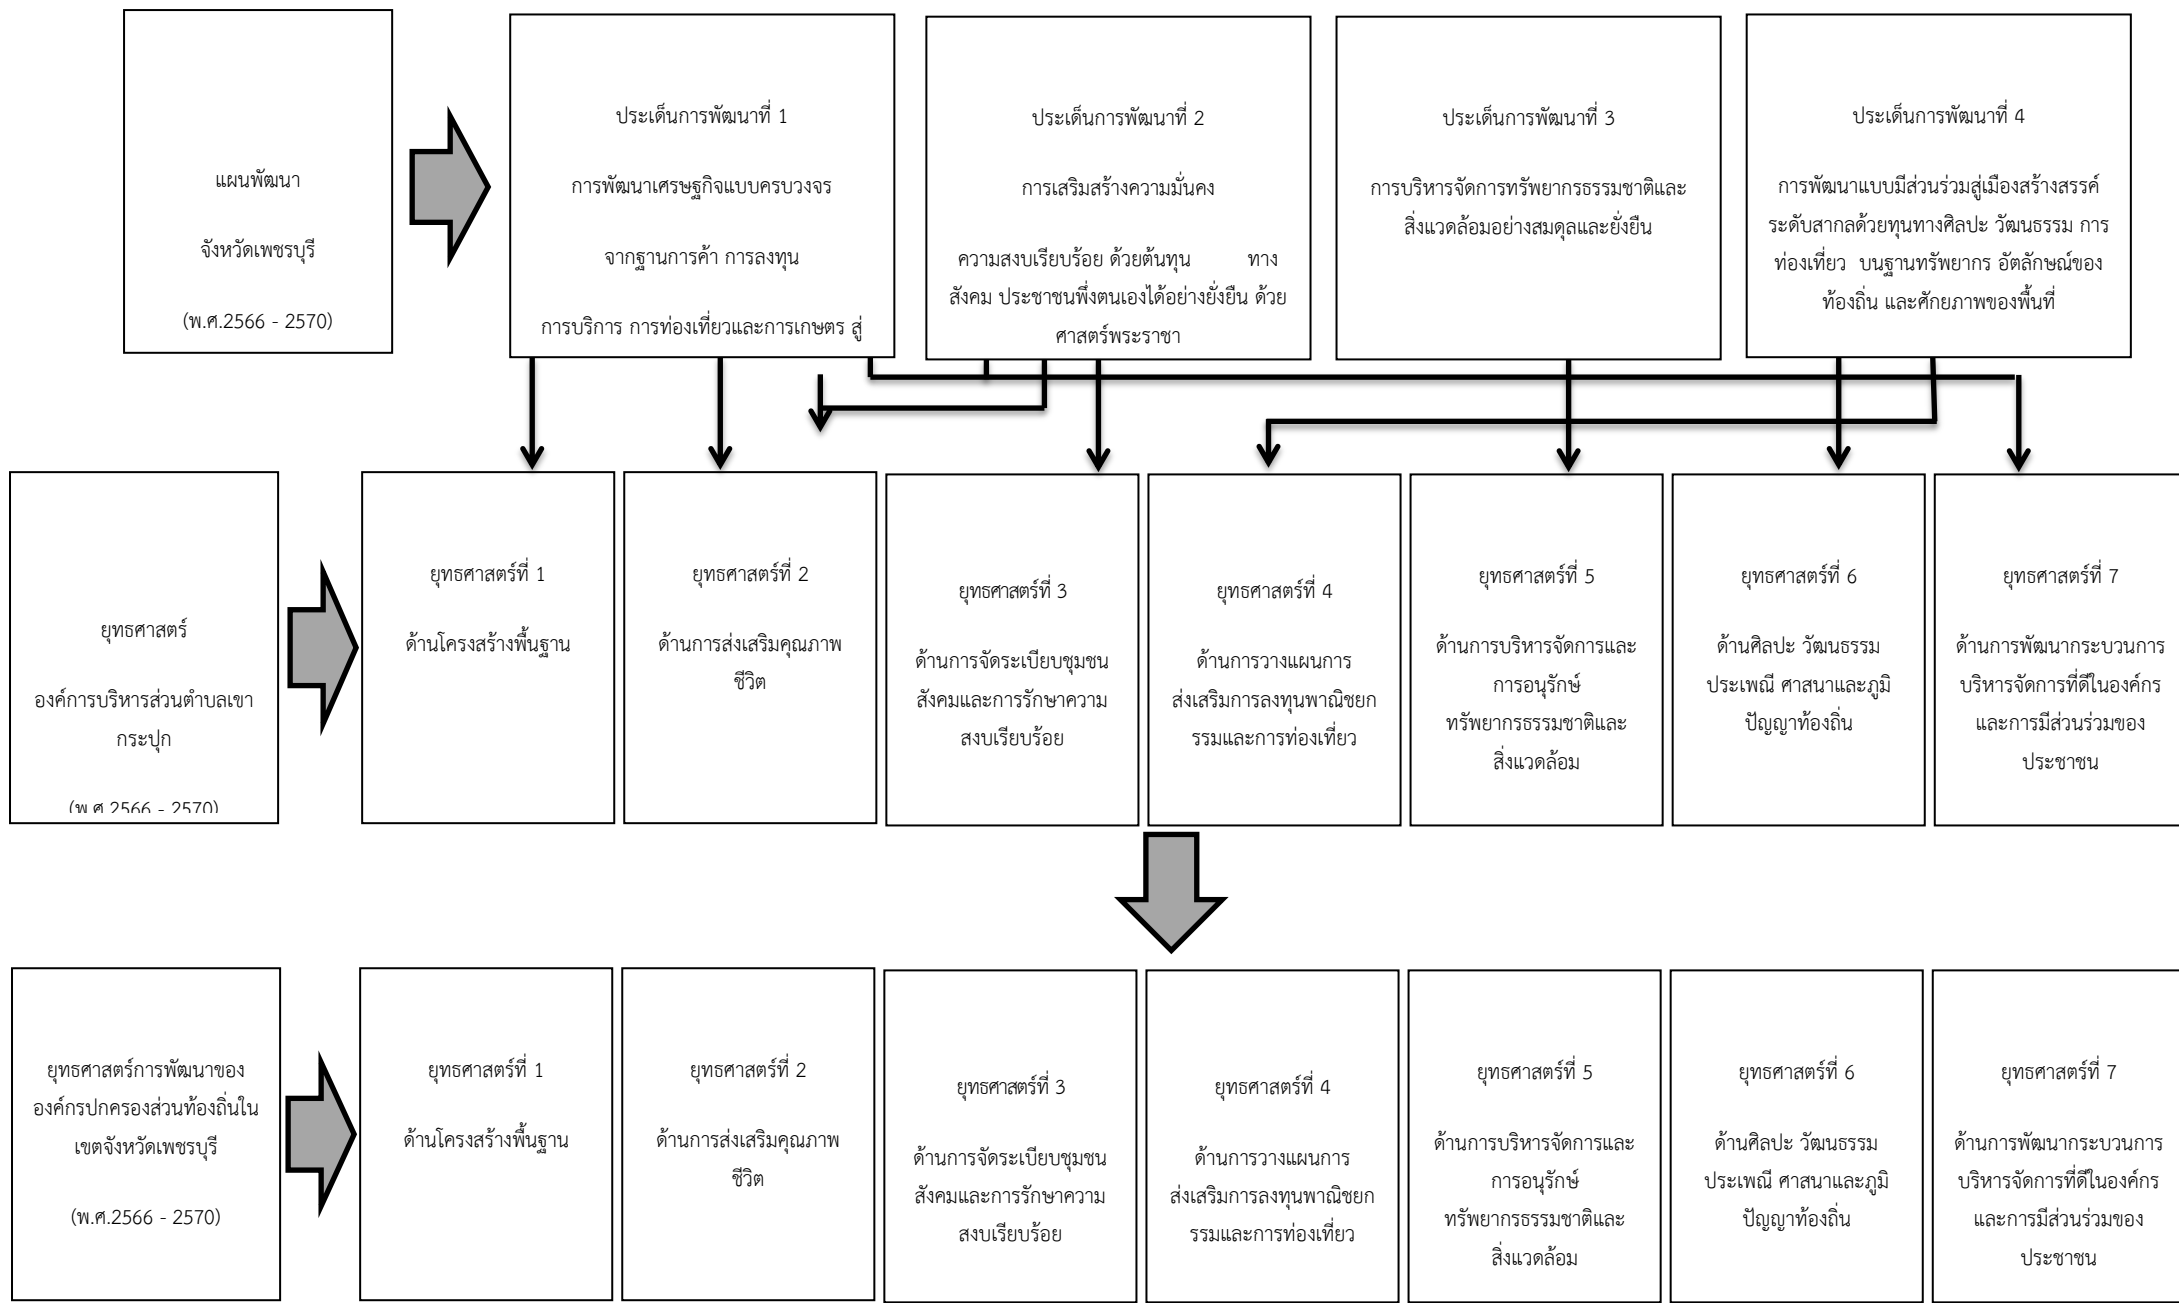 แผนพัฒนา
จังหวัดเพชรบุรี
(พ.ศ.2566 - 2570)
ประเด็นการพัฒนาที่ 1
การพัฒนาเศรษฐกิจแบบครบวงจร
จากฐานการค้า การลงทุน
การบริการ การท่องเที่ยวและการเกษตร สู่
ประเด็นการพัฒนาที่ 2
การเสริมสร้างความมั่นคง
ความสงบเรียบร้อย ด้วยต้นทุน ทาง
สังคม ประชาชนพึ่งตนเองได้อย่างยั่งยืน ด้วย
ศาสตร์พระราชา
ประเด็นการพัฒนาที่ 3
การบริหารจัดการทรัพยากรธรรมชาติและ
สิ่งแวดล้อมอย่างสมดุลและยั่งยืน
ประเด็นการพัฒนาที่ 4
การพัฒนาแบบมีส่วนร่วมสู่เมืองสร้างสรรค์
ระดับสากลด้วยทุนทางศิลปะ วัฒนธรรม การ
ท่องเที่ยว บนฐานทรัพยากร อัตลักษณ์ของ
ท้องถิ่น และศักยภาพของพื้นที่
ยุทธศาสตร์
องค์การบริหารส่วนตำบลเขา
กระปุก
(พ.ศ.2566 - 2570)
ยุทธศาสตร์ที่ 1
ด้านโครงสร้างพื้นฐาน
ยุทธศาสตร์ที่ 2
ด้านการส่งเสริมคุณภาพ
ชีวิต
ยุทธศาสตร์ที่ 3
ด้านการจัดระเบียบชุมชน
สังคมและการรักษาความ
สงบเรียบร้อย
ยุทธศาสตร์ที่ 4
ด้านการวางแผนการ
ส่งเสริมการลงทุนพาณิชยก
รรมและการท่องเที่ยว
ยุทธศาสตร์ที่ 5
ด้านการบริหารจัดการและ
การอนุรักษ์
ทรัพยากรธรรมชาติและ
สิ่งแวดล้อม
ยุทธศาสตร์ที่ 6
ด้านศิลปะ วัฒนธรรม
ประเพณี ศาสนาและภูมิ
ปัญญาท้องถิ่น
ยุทธศาสตร์ที่ 7
ด้านการพัฒนากระบวนการ
บริหารจัดการที่ดีในองค์กร
และการมีส่วนร่วมของ
ประชาชน
ยุทธศาสตร์การพัฒนาของ
องค์กรปกครองส่วนท้องถิ่นใน
เขตจังหวัดเพชรบุรี
(พ.ศ.2566 - 2570)
ยุทธศาสตร์ที่ 1
ด้านโครงสร้างพื้นฐาน
ยุทธศาสตร์ที่ 2
ด้านการส่งเสริมคุณภาพ
ชีวิต
ยุทธศาสตร์ที่ 3
ด้านการจัดระเบียบชุมชน
สังคมและการรักษาความ
สงบเรียบร้อย
ยุทธศาสตร์ที่ 4
ด้านการวางแผนการ
ส่งเสริมการลงทุนพาณิชยก
รรมและการท่องเที่ยว
ยุทธศาสตร์ที่ 5
ด้านการบริหารจัดการและ
การอนุรักษ์
ทรัพยากรธรรมชาติและ
สิ่งแวดล้อม
ยุทธศาสตร์ที่ 6
ด้านศิลปะ วัฒนธรรม
ประเพณี ศาสนาและภูมิ
ปัญญาท้องถิ่น
ยุทธศาสตร์ที่ 7
ด้านการพัฒนากระบวนการ
บริหารจัดการที่ดีในองค์กร
และการมีส่วนร่วมของ
ประชาชน